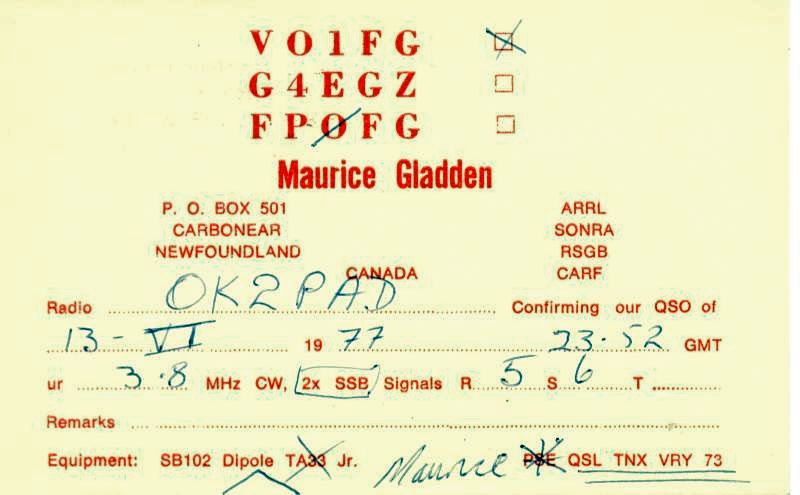 VO1FG
G4EGZ
FPØFG
Maurice Gladden
P. O. BOX 501 ARRL
CARBONEAR SONRA
NEWFOUNDLAND RSGB
CANADA CARF
Radio OK2PAD Confirming our QSO of
13-VI 1977 23.52 GMT
ur 3.8 MHz CW, 2x SSB Signals R 5 S 6 T
Remarks
Equipment: SB102 Dipole TA33 Jr. Maurice PSE QSL TNX VRY 73